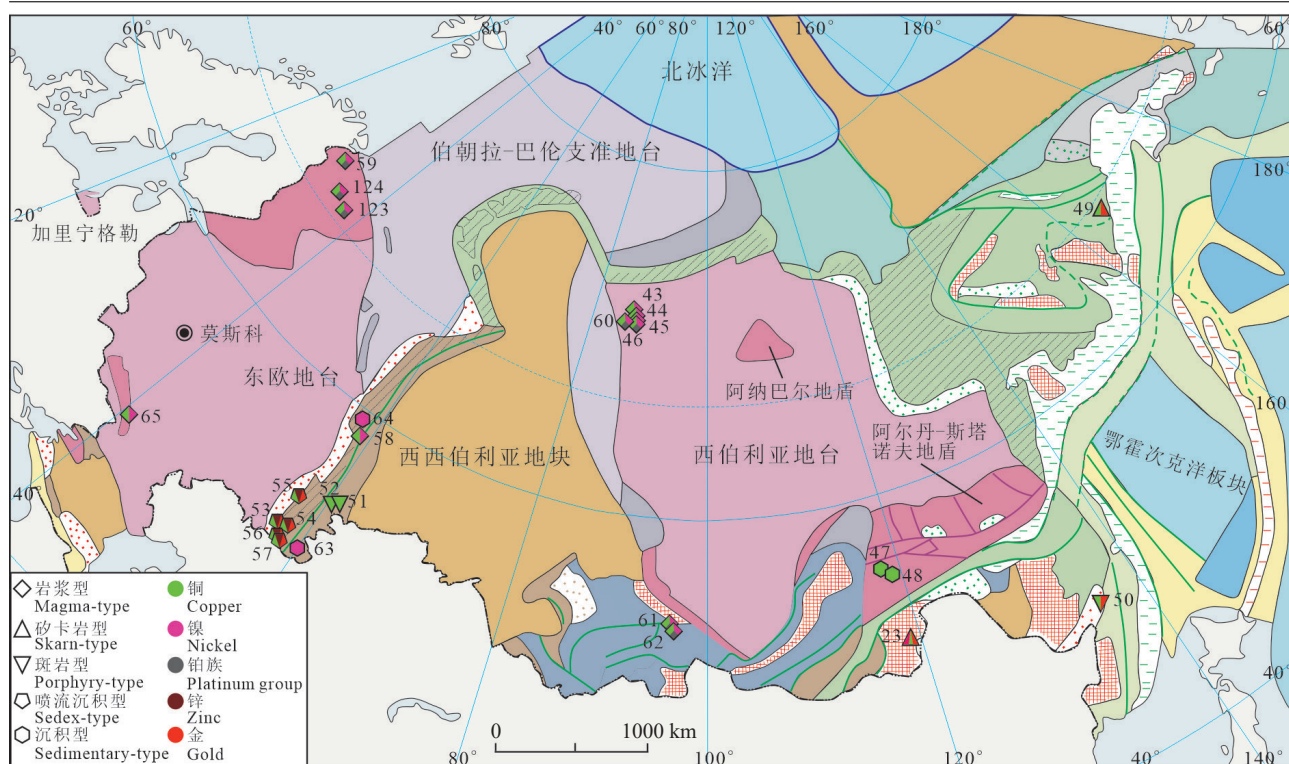 60°
80°
40°
60°
80°
120°
160°
180°
60°
北冰洋
伯朝拉-巴伦支准地台
59
124
123
20°
加里宁格勒
180°
49
43
44
60
45
46
莫斯科
东欧地台
阿纳巴尔地盾
65
64
58
西西伯利亚地块
西伯利亚地台
阿尔丹-斯塔
诺夫地盾
160°
鄂霍次克洋板块
40°
55
52
51
53
54
56
57
63
47
48
50
61
62
23
40°
◇ 岩浆型
Magma-type
△ 矽卡岩型
Skarn-type
▽ 斑岩型
Porphyry-type
喷流沉积型
Sedex-type
沉积型
Sedimentary-type
铜
Copper
镍
Nickel
铂族
Platinum group
锌
Zinc
金
Gold
0 1000 km
80°
100°
120°
40°
140°